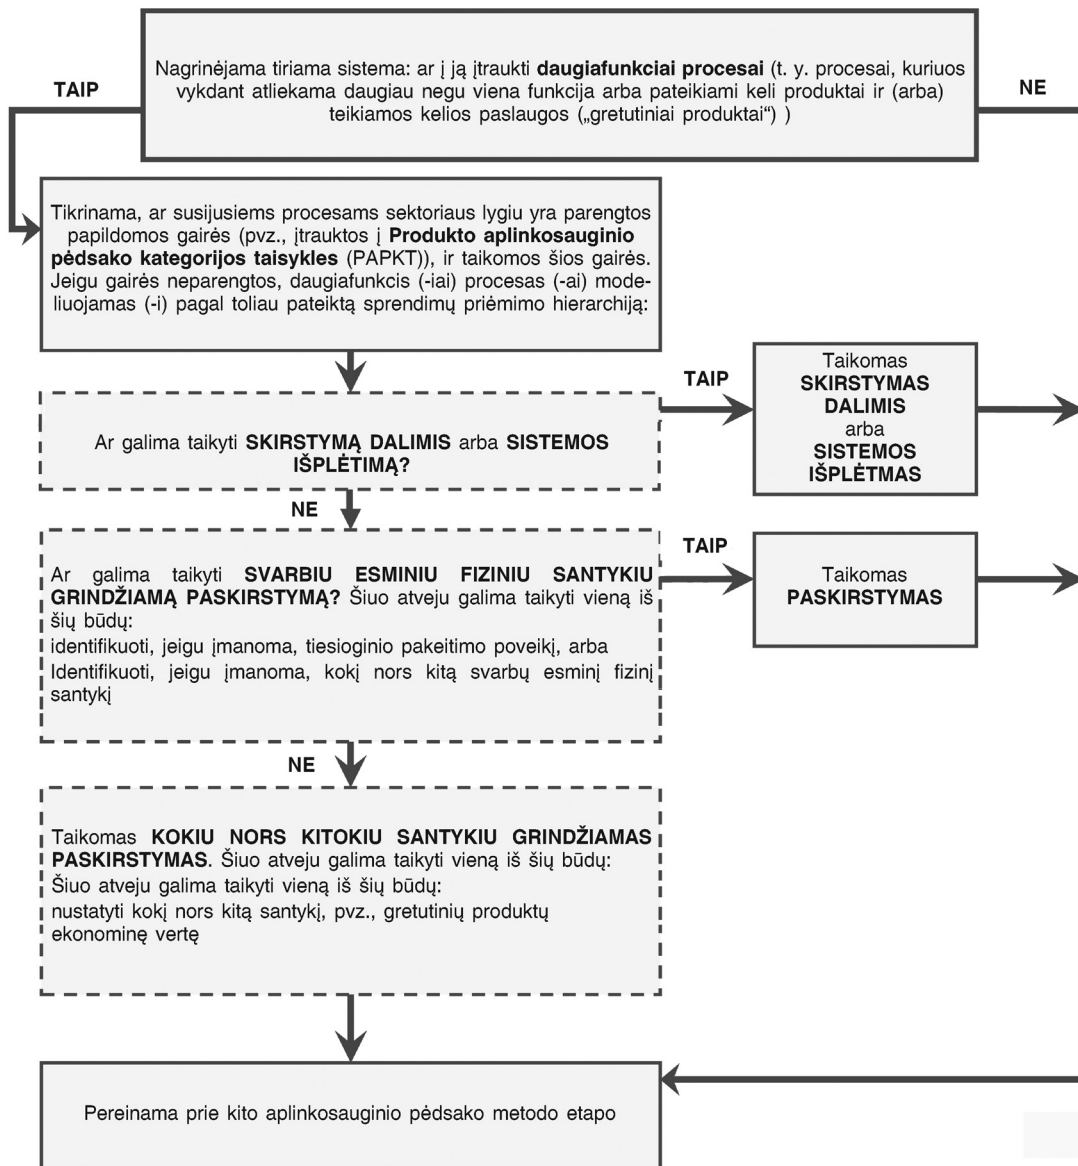 Nagrinėjama tiriama sistema: ar į ją įtraukti daugiafunkciai procesai (t. y. procesai, kuriuos
vykdant atliekama daugiau negu viena funkcija arba pateikiami keli produktai ir (arba)
teikiamos kelios paslaugos („gretutiniai produktai“) )
TAIP
NE
Tikrinama, ar susijusiems procesams sektoriaus lygiu yra parengtos
papildomos gairės (pvz., įtrauktos į Produkto aplinkosauginio
pėdsako kategorijos taisykles (PAPKT)), ir taikomos šios gairės.
Jeigu gairės neparengtos, daugiafunkcis (-iai) procesas (-ai) mode-
liuojamas (-i) pagal toliau pateiktą sprendimų priėmimo hierarchiją:
Ar galima taikyti SKIRSTYMĄ DALIMIS arba SISTEMOS
IŠPLĖTIMĄ?
TAIP
Taikomas
SKIRSTYMAS
DALIMIS
arba
SISTEMOS
IŠPLĖTMAS
NE
Ar galima taikyti SVARBIU ESMINIU FIZINIU SANTYKIU
GRINDŽIAMĄ PASKIRSTYMĄ? Šiuo atveju galima taikyti vieną iš
šių būdų:
identifikuoti, jeigu įmanoma, tiesioginio pakeitimo poveikį, arba
Identifikuoti, jeigu įmanoma, kokį nors kitą svarbų esminį fizinį
santykį
TAIP
Taikomas
PASKIRSTYMAS
NE
Taikomas KOKIU NORS KITOKIU SANTYKIU GRINDŽIAMAS
PASKIRSTYMAS. Šiuo atveju galima taikyti vieną iš šių būdų:
Šiuo atveju galima taikyti vieną iš šių būdų:
nustatyti kokį nors kitą santykį, pvz., gretutinių produktų
ekonominę vertę
Pereinama prie kito aplinkosauginio pėdsako metodo etapo